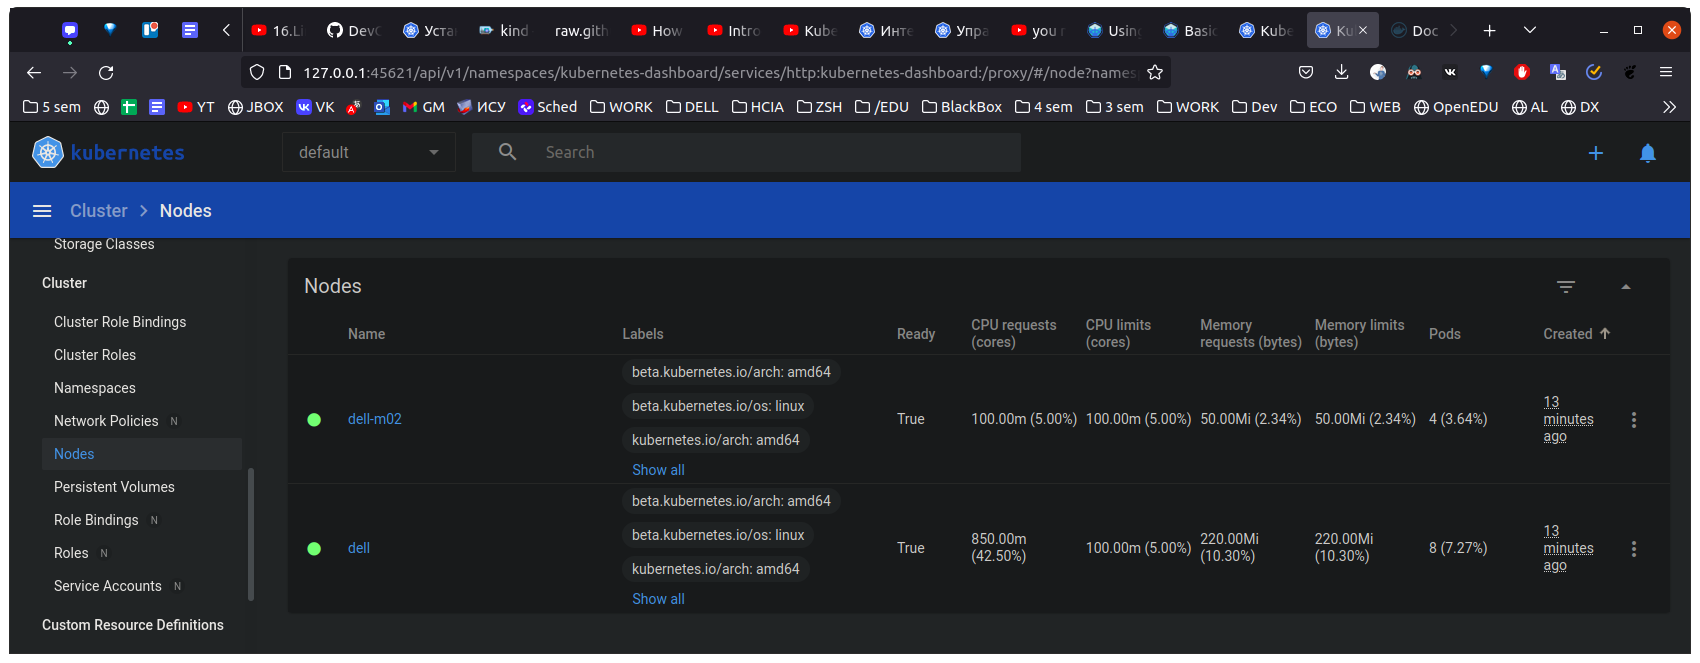 16.Li DevO Уста kind raw.gith How Intro Kube Инте Упра you r Using Basic Kube Ku Doc
127.0.0.1:45621/api/v1/namespaces/kubernetes-dashboard/services/http:kubernetes-dashboard:/proxy/#/node?names
5 sem YT JBOX VK GM ИСУ Sched WORK DELL HCIA ZSH /EDU BlackBox 4 sem 3 sem WORK Dev ECO WEB OpenEDU AL DX
kubernetes default Search
Cluster Nodes
Storage Classes
Cluster
Cluster Role Bindings
Cluster Roles
Namespaces
Network Policies N
Nodes
Persistent Volumes
Role Bindings N
Roles N
Service Accounts N
Custom Resource Definitions
Nodes
Name Labels Ready CPU requests (cores) CPU limits (cores) Memory requests (bytes) Memory limits (bytes) Pods Created
beta.kubernetes.io/arch: amd64
beta.kubernetes.io/os: linux
kubernetes.io/arch: amd64
Show all
dell-m02 True 100.00m (5.00%) 100.00m (5.00%) 50.00Mi (2.34%) 50.00Mi (2.34%) 4 (3.64%) 13 minutes ago
beta.kubernetes.io/arch: amd64
beta.kubernetes.io/os: linux
kubernetes.io/arch: amd64
Show all
dell True 850.00m (42.50%) 100.00m (5.00%) 220.00Mi (10.30%) 220.00Mi (10.30%) 8 (7.27%) 13 minutes ago